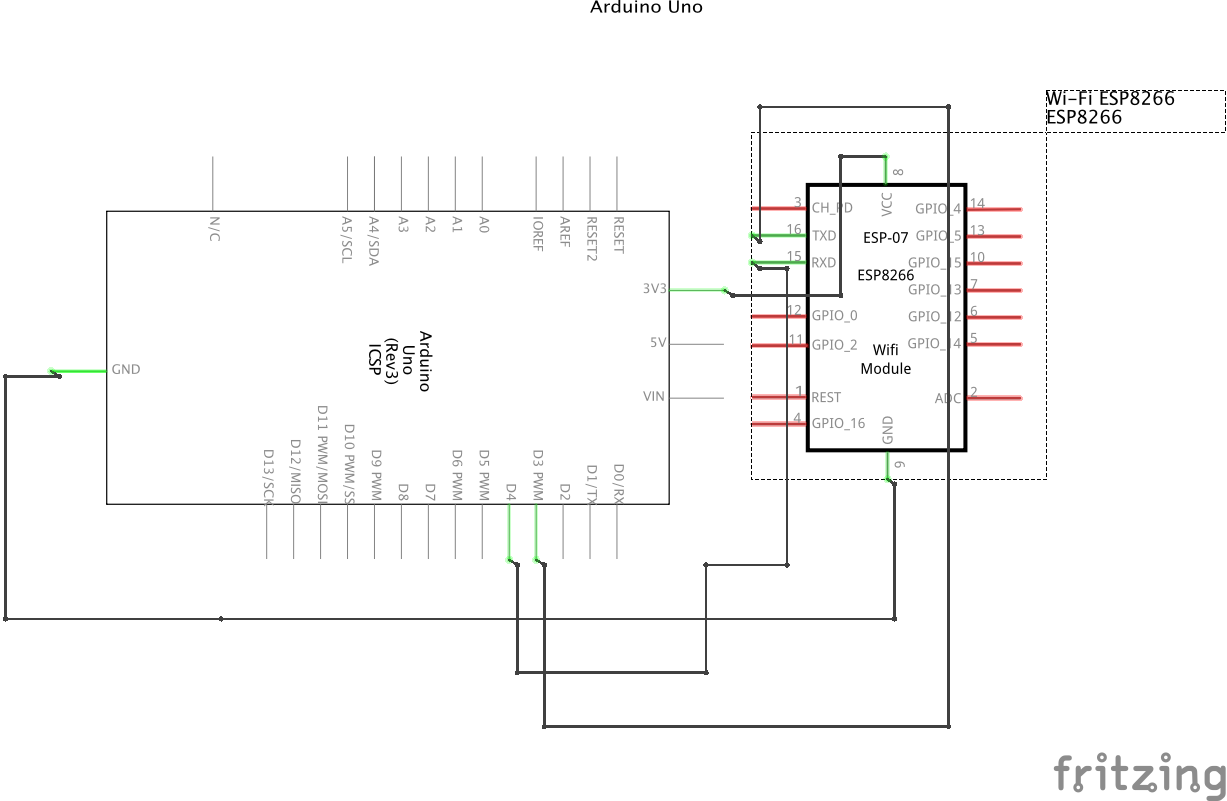 Arduino Uno
Wi-Fi ESP8266
ESP8266
N/C
A5/SCL
A4/SDA
A3
A2
A1
A0
IOREF
AREF
RESET2
RESET
3V3
5V
VIN
GND
Arduino
Uno
(Rev3)
ICSP
D13/SCK
D12/MISO
D11 PWM/MOSI
D10 PWM/SS
D9 PWM
D8
D7
D6 PWM
D5 PWM
D4
D3 PWM
D2
D1/TX
D0/RX
8
VCC
3
CH_PD
16
TXD
15
RXD
12
GPIO_0
11
GPIO_2
1
REST
4
GPIO_16
ESP-07
ESP8266
Wifi
Module
GPIO_4
14
GPIO_5
13
GPIO_15
10
GPIO_13
7
GPIO_12
6
GPIO_14
5
ADC
2
GND
9
fritzing